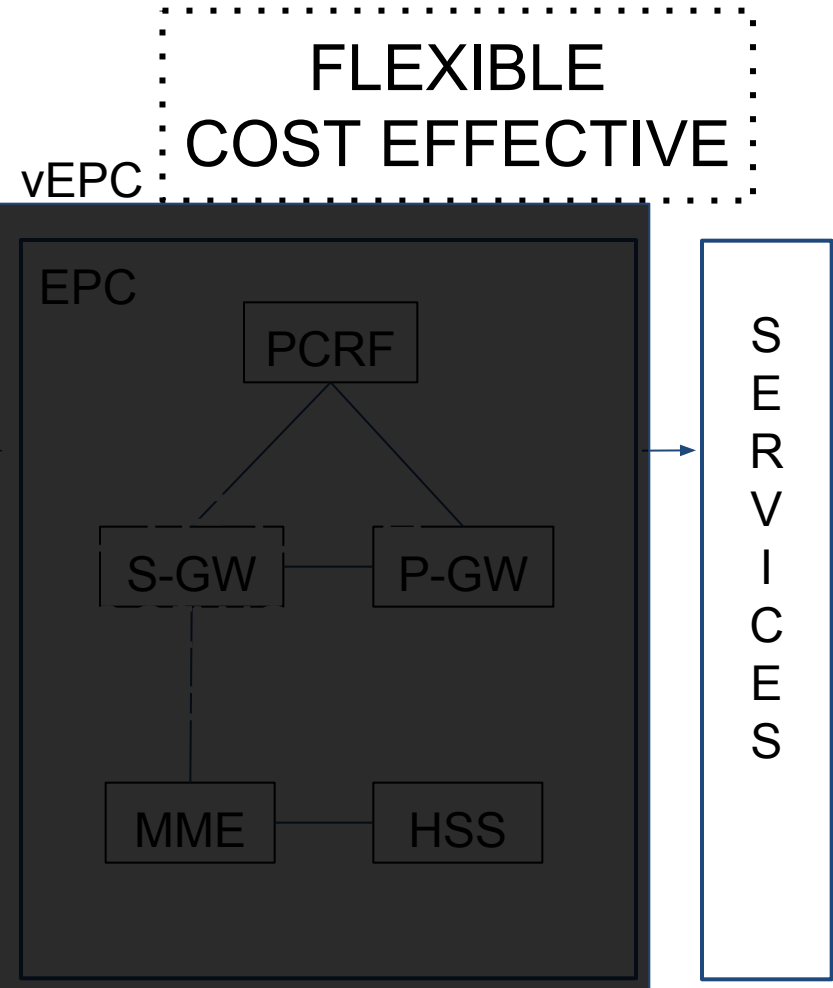 FLEXIBLE
COST EFFECTIVE
vEPC
EPC
PCRF
S-GW
P-GW
MME
HSS
S
E
R
V
I
C
E
S